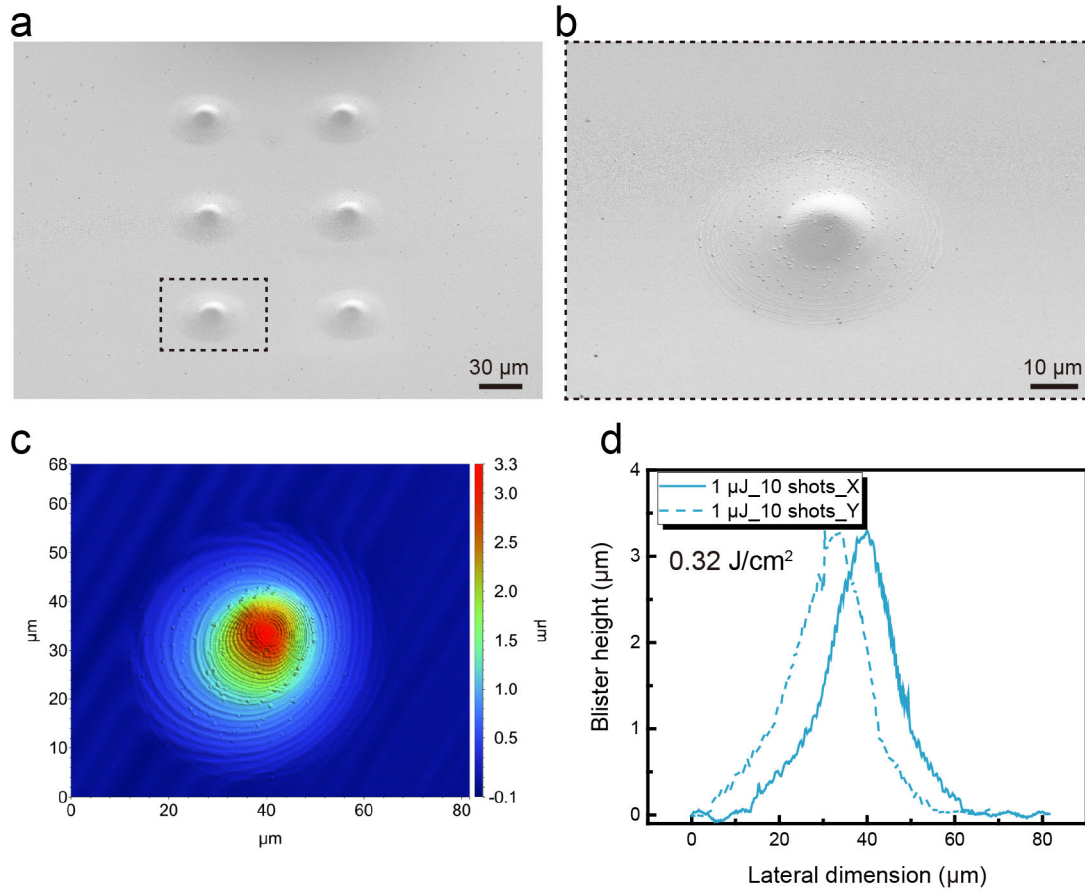 a
30 µm
b
10 µm
c
68
60
50
40
30
20
10
0
µm
0
20
40
60
80
µm
3.3
3.0
2.5
2.0
1.5
1.0
0.5
-0.1
µm
d
1 µJ_10 shots_X
1 µJ_10 shots_Y
0.32 J/cm²
4
3
2
1
0
Blister height (µm)
0
20
40
60
80
Lateral dimension (µm)